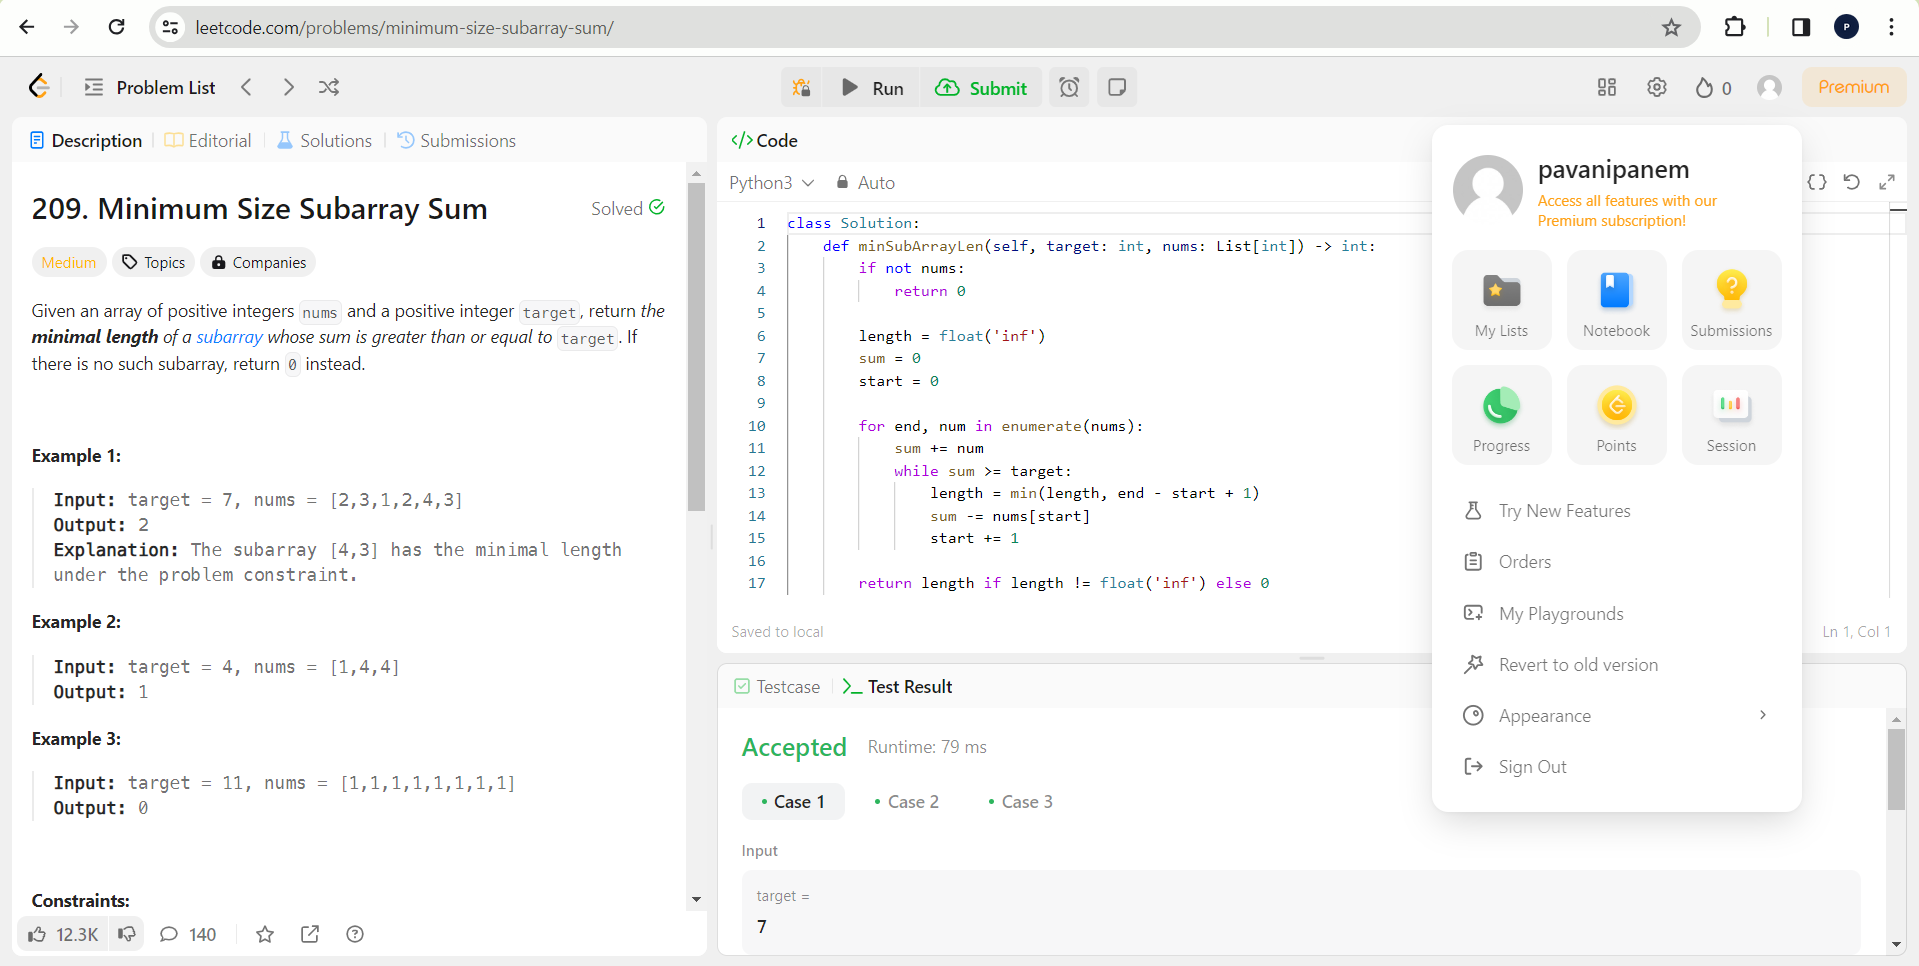 leetcode.com/problems/minimum-size-subarray-sum/
P
Problem List
Run
Submit
0
Premium
Description
Editorial
Solutions
Submissions
209. Minimum Size Subarray Sum
Solved
Medium
Topics
Companies
Given an array of positive integers nums and a positive integer target, return the
minimal length of a subarray whose sum is greater than or equal to target. If
there is no such subarray, return 0 instead.
Example 1:
Input: target = 7, nums = [2,3,1,2,4,3]
Output: 2
Explanation: The subarray [4,3] has the minimal length
under the problem constraint.
Example 2:
Input: target = 4, nums = [1,4,4]
Output: 1
Example 3:
Input: target = 11, nums = [1,1,1,1,1,1,1,1]
Output: 0
Constraints:
12.3K
140
</> Code
Python3
Auto
1 class Solution:
2 def minSubArrayLen(self, target: int, nums: List[int]) -> int:
3 if not nums:
4 return 0
5
6 length = float('inf')
7 sum = 0
8 start = 0
9
10 for end, num in enumerate(nums):
11 sum += num
12 while sum >= target:
13 length = min(length, end - start + 1)
14 sum -= nums[start]
15 start += 1
16
17 return length if length != float('inf') else 0
Saved to local
Ln 1, Col 1
Testcase
Test Result
Accepted
Runtime: 79 ms
Case 1
Case 2
Case 3
Input
target =
7
pavanipanem
Access all features with our
Premium subscription!
My Lists
Notebook
Submissions
Progress
Points
Session
Try New Features
Orders
My Playgrounds
Revert to old version
Appearance
Sign Out